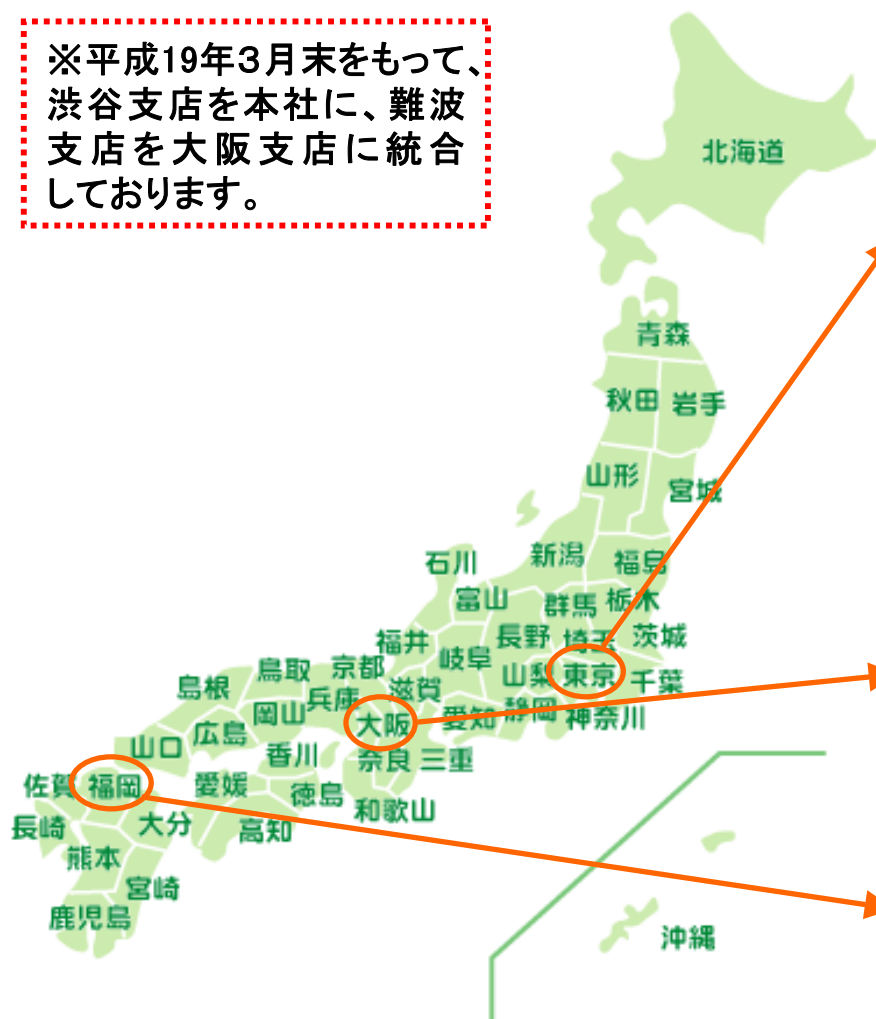 ※平成19年３月末をもって、
渋谷支店を本社に、難波
支店を大阪支店に統合
しております。
北海道
青森
秋田
岩手
山形
宮城
石川
新潟
福島
富山
群馬
栃木
福井
長野
埼玉
茨城
岐阜
鳥取
京都
滋賀
山梨
東京
千葉
島根
兵庫
岡山
大阪
愛知
静岡
神奈川
広島
山口
香川
奈良
三重
佐賀
福岡
愛媛
徳島
和歌山
長崎
大分
高知
熊本
宮崎
鹿児島
沖縄